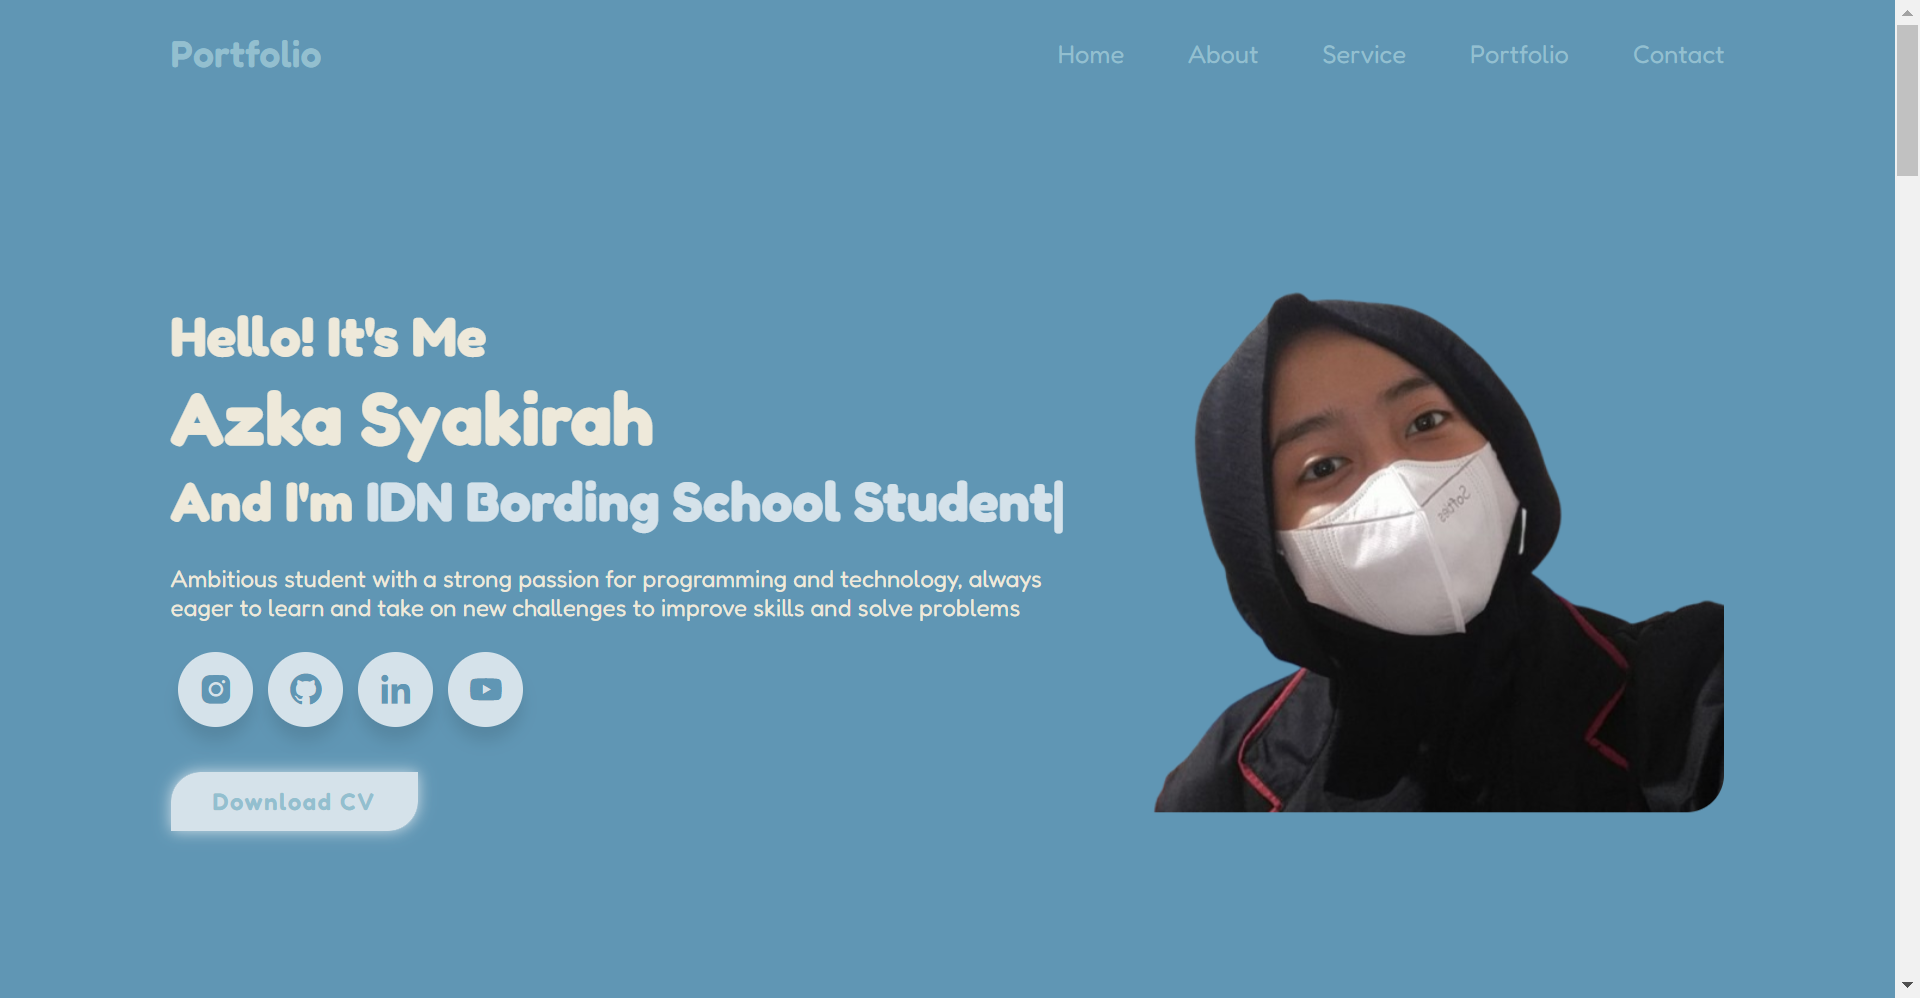 Portfolio
Home About Service Portfolio Contact
Hello! It's Me
Azka Syakirah
And I'm IDN Bording School Student|
Ambitious student with a strong passion for programming and technology, always
eager to learn and take on new challenges to improve skills and solve problems
in
Download CV